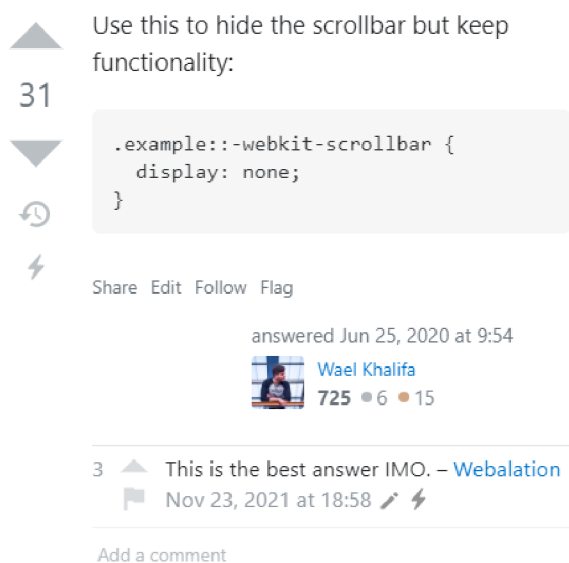 Use this to hide the scrollbar but keep
functionality:
31
.example::-webkit-scrollbar {
  display: none;
}
Share Edit Follow Flag
answered Jun 25, 2020 at 9:54
Wael Khalifa
725 6 15
3 This is the best answer IMO. – Webalation
Nov 23, 2021 at 18:58
Add a comment